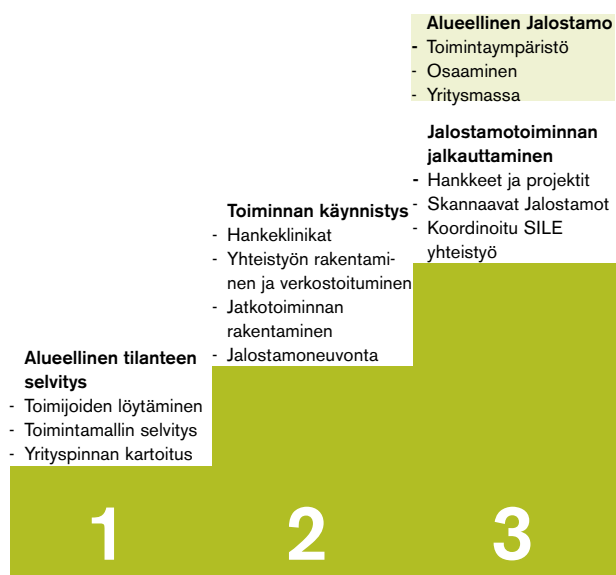 Alueellinen tilanteen
selvitys
- Toimijoiden löytäminen
- Toimintamallin selvitys
- Yrityspinnan kartoitus
1
Toiminnan käynnistys
- Hankeklinikat
- Yhteistyön rakentami-
nen ja verkostoituminen
- Jatkotoiminnan
rakentaminen
- Jalostamoneuvonta
2
Alueellinen Jalostamo
- Toimintaympäristö
- Osaaminen
- Yritysmassa
Jalostamotoiminnan
jalkauttaminen
- Hankkeet ja projektit
- Skannaavat Jalostamot
- Koordinoitu SILE
yhteistyö
3